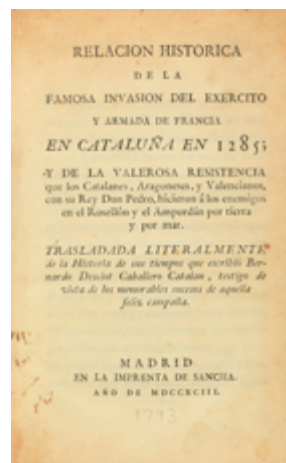 RELACION HISTORICA
DE LA
FAMOSA INVASION DEL EXERCITO
Y ARMADA DE FRANCIA
EN CATALUÑA EN 1285;
Y DE LA VALEROSA RESISTENCIA
que los Catalanes, Aragoneses, y Valencianos,
con su Rey Don Pedro, hicieron á los enemigos
en el Rosellón y el Ampurdán por tierra
y por mar.
TRASLADADA LITERALMENTE
de la Historia de sus tiempos que escribió Ber-
nardo Desclot Caballero Catalan, testigo de
vista de los memorables sucesos de aquella
feliz campaña.
MADRID
EN LA IMPRENTA DE SANCHA.
AÑO DE MDCCXCIII.
1793